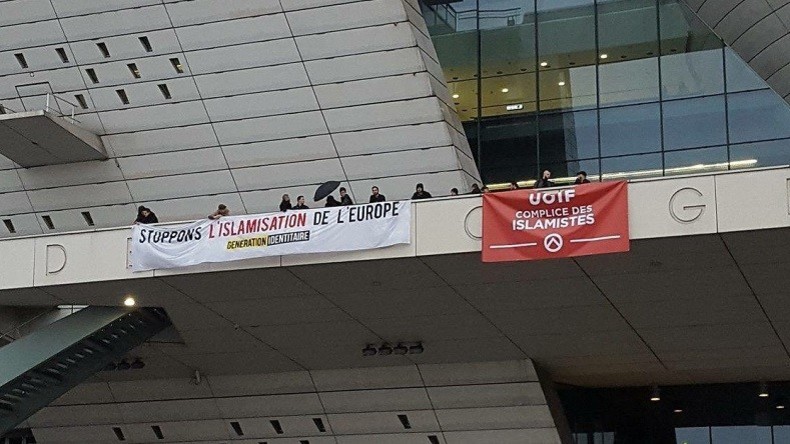 STOPPONS L'ISLAMISATION DE L'EUROPE
GENERATION IDENTITAIRE
UOIF
COMPLICE DES
ISLAMISTES